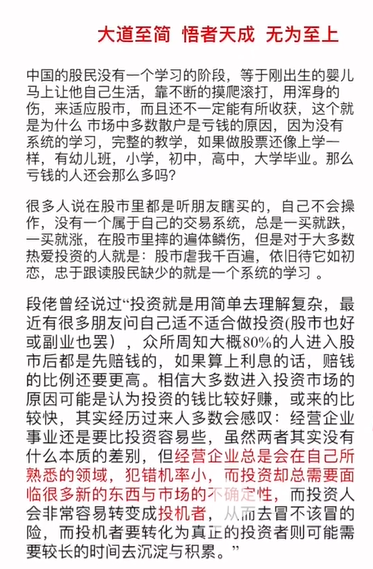 大道至简 悟者天成 无为至上
中国的股民没有一个学习的阶段，等于刚出生的婴儿
马上让他自己生活，靠不断的摸爬滚打，用浑身的
伤，来适应股市，而且还不一定能有所收获，这个就
是为什么 市场中多数散户是亏钱的原因，因为没有
系统的学习，完整的教学，如果做股票还像上学一
样，有幼儿班，小学，初中，高中，大学毕业。那么
亏钱的人还会那么多吗?
很多人说在股市里都是听朋友瞎买的，自己不会操
作，没有一个属于自己的交易系统，总是一买就跌，
一买就涨，在股市里摔的遍体鳞伤，但是对于大多数
热爱投资的人就是：股市虐我千百遍，依旧待它如初
恋，忠于跟读股民缺少的就是一个系统的学习 。
段佬曾经说过“投资就是用简单去理解复杂，最
近有很多朋友问自己适不适合做投资(股市也好
或副业也罢），众所周知大概80%的人进入股
市后都是先赔钱的，如果算上利息的话，赔钱
的比例还要更高。相信大多数进入投资市场的
原因可能是认为投资的钱比较好赚，或来的比
较快，其实经历过来人多数会感叹：经营企业
事业还是要比投资容易些，虽然两者其实没有
什么本质的差别，但经营企业总是会在自己所
熟悉的领域，犯错机率小，而投资却总需要面
临很多新的东西与市场的不确定性，而投资人
会非常容易转变成投机者，从而去冒不该冒的
险，而投机者要转化为真正的投资者则可能需
要较长的时间去沉淀与积累。”